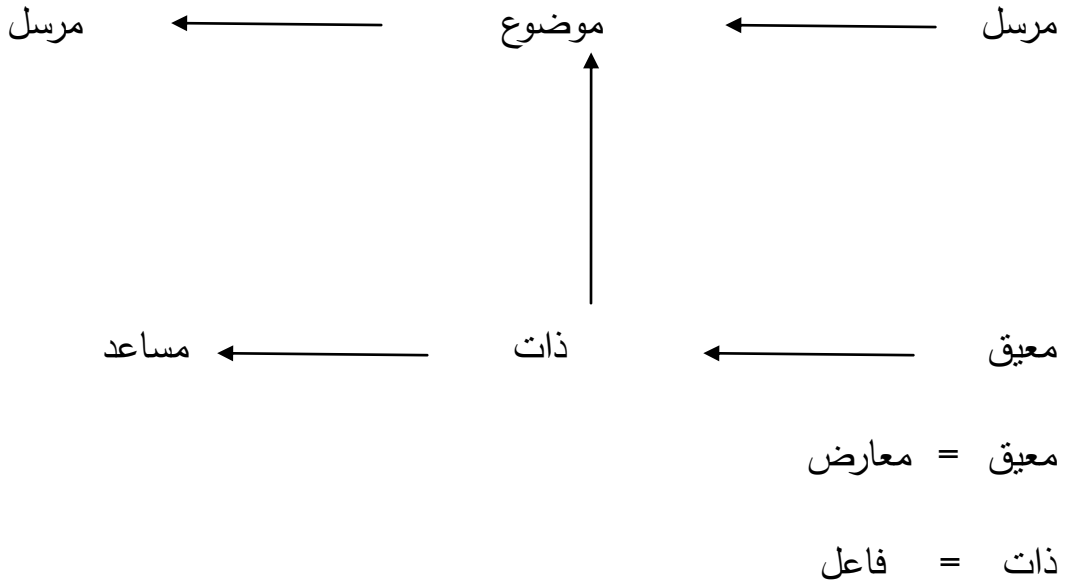 مرسل موضوع مرسل
معيق ذات مساعد
معيق = معارض
ذات = فاعل